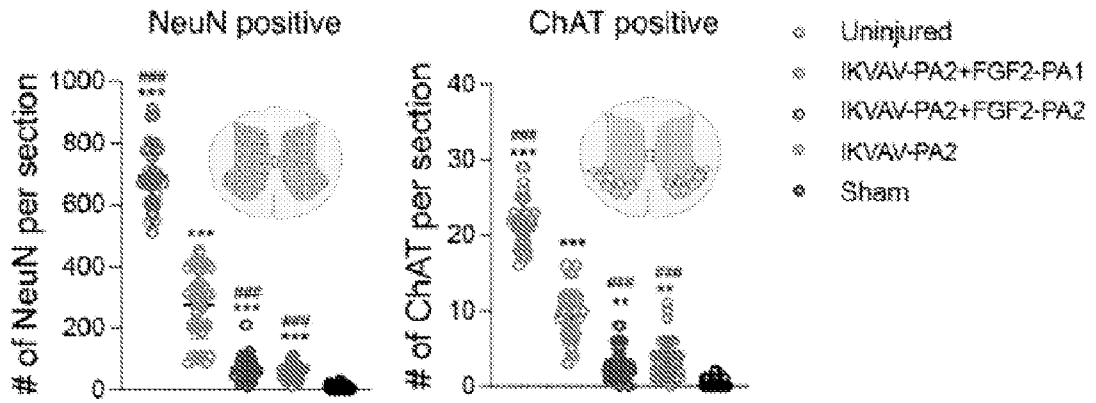 NeuN positive
# of NeuN per section
1000
800
600
400
200
0
###
***
***
###
***
###
***
ChAT positive
# of ChAT per section
40
30
20
10
0
###
***
***
###
**
###
**
Uninjured
IKVAV-PA2+FGF2-PA1
IKVAV-PA2+FGF2-PA2
IKVAV-PA2
Sham